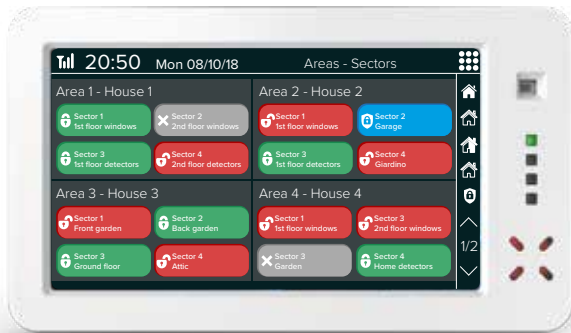 20:50 Mon 08/10/18 Areas - Sectors
Area 1 - House 1
Sector 1
1st floor windows
Sector 2
2nd floor windows
Sector 3
1st floor detectors
Sector 4
2nd floor detectors
Area 2 - House 2
Sector 1
1st floor windows
Sector 2
Garage
Sector 3
1st floor detectors
Sector 4
Giardino
Area 3 - House 3
Sector 1
Front garden
Sector 2
Back garden
Sector 3
Ground floor
Sector 4
Attic
Area 4 - House 4
Sector 1
1st floor windows
Sector 3
2nd floor windows
Sector 3
Garden
Sector 4
Home detectors
1/2